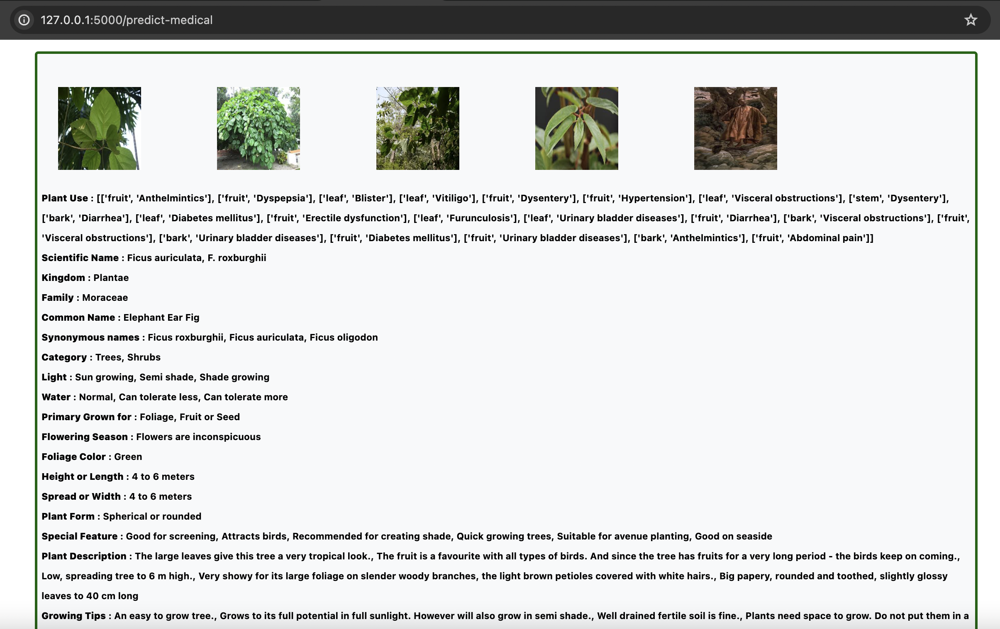 127.0.0.1:5000/predict-medical
Plant Use : [['fruit', 'Anthelmintics'], ['fruit', 'Dyspepsia'], ['leaf', 'Blister'], ['leaf', 'Vitiligo'], ['fruit', 'Dysentery'], ['fruit', 'Hypertension'], ['leaf', 'Visceral obstructions'], ['stem', 'Dysentery'],
['bark', 'Diarrhea'], ['leaf', 'Diabetes mellitus'], ['fruit', 'Erectile dysfunction'], ['leaf', 'Furunculosis'], ['leaf', 'Urinary bladder diseases'], ['fruit', 'Diarrhea'], ['bark', 'Visceral obstructions'], ['fruit',
'Visceral obstructions'], ['bark', 'Urinary bladder diseases'], ['fruit', 'Diabetes mellitus'], ['fruit', 'Urinary bladder diseases'], ['bark', 'Anthelmintics'], ['fruit', 'Abdominal pain']]
Scientific Name : Ficus auriculata, F. roxburghii
Kingdom : Plantae
Family : Moraceae
Common Name : Elephant Ear Fig
Synonymous names : Ficus roxburghii, Ficus auriculata, Ficus oligodon
Category : Trees, Shrubs
Light : Sun growing, Semi shade, Shade growing
Water : Normal, Can tolerate less, Can tolerate more
Primary Grown for : Foliage, Fruit or Seed
Flowering Season : Flowers are inconspicuous
Foliage Color : Green
Height or Length : 4 to 6 meters
Spread or Width : 4 to 6 meters
Plant Form : Spherical or rounded
Special Feature : Good for screening, Attracts birds, Recommended for creating shade, Quick growing trees, Suitable for avenue planting, Good on seaside
Plant Description : The large leaves give this tree a very tropical look., The fruit is a favourite with all types of birds. And since the tree has fruits for a very long period - the birds keep on coming.,
Low, spreading tree to 6 m high., Very showy for its large foliage on slender woody branches, the light brown petioles covered with white hairs., Big papery, rounded and toothed, slightly glossy
leaves to 40 cm long
Growing Tips : An easy to grow tree., Grows to its full potential in full sunlight. However will also grow in semi shade., Well drained fertile soil is fine., Plants need space to grow. Do not put them in a